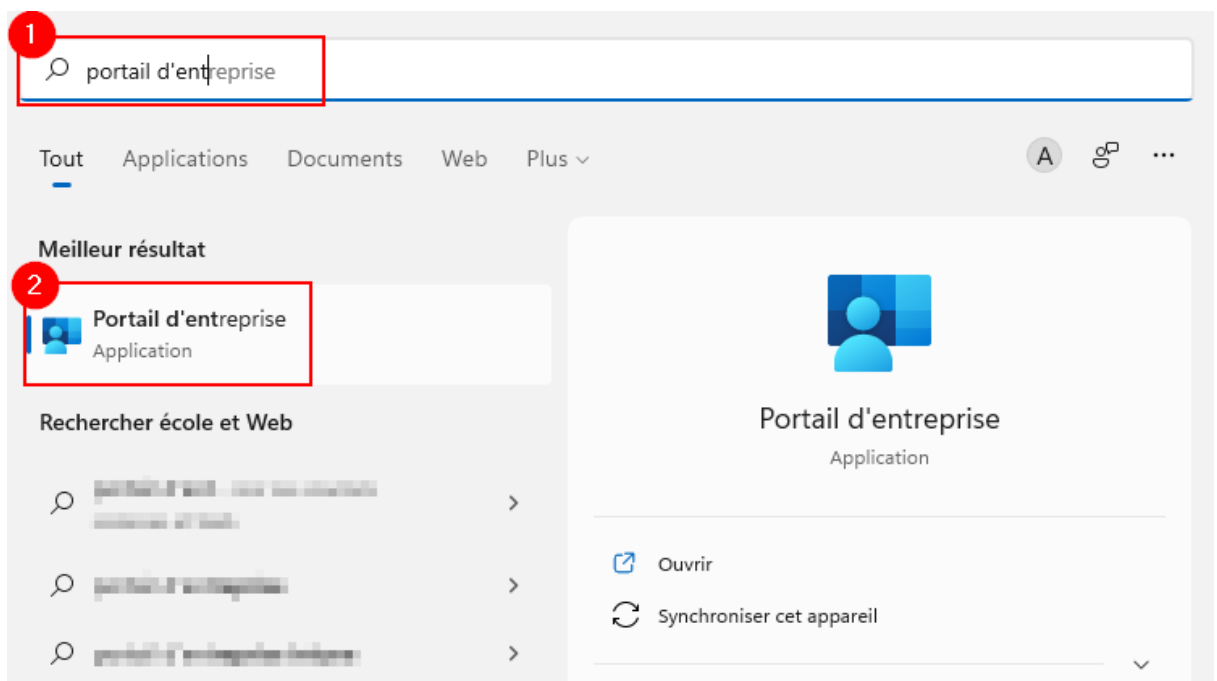 1
portail d'entreprise
Tout Applications Documents Web Plus
A
Meilleur résultat
2
Portail d'entreprise
Application
Rechercher école et Web
Portail d'entreprise
Application
Ouvrir
Synchroniser cet appareil